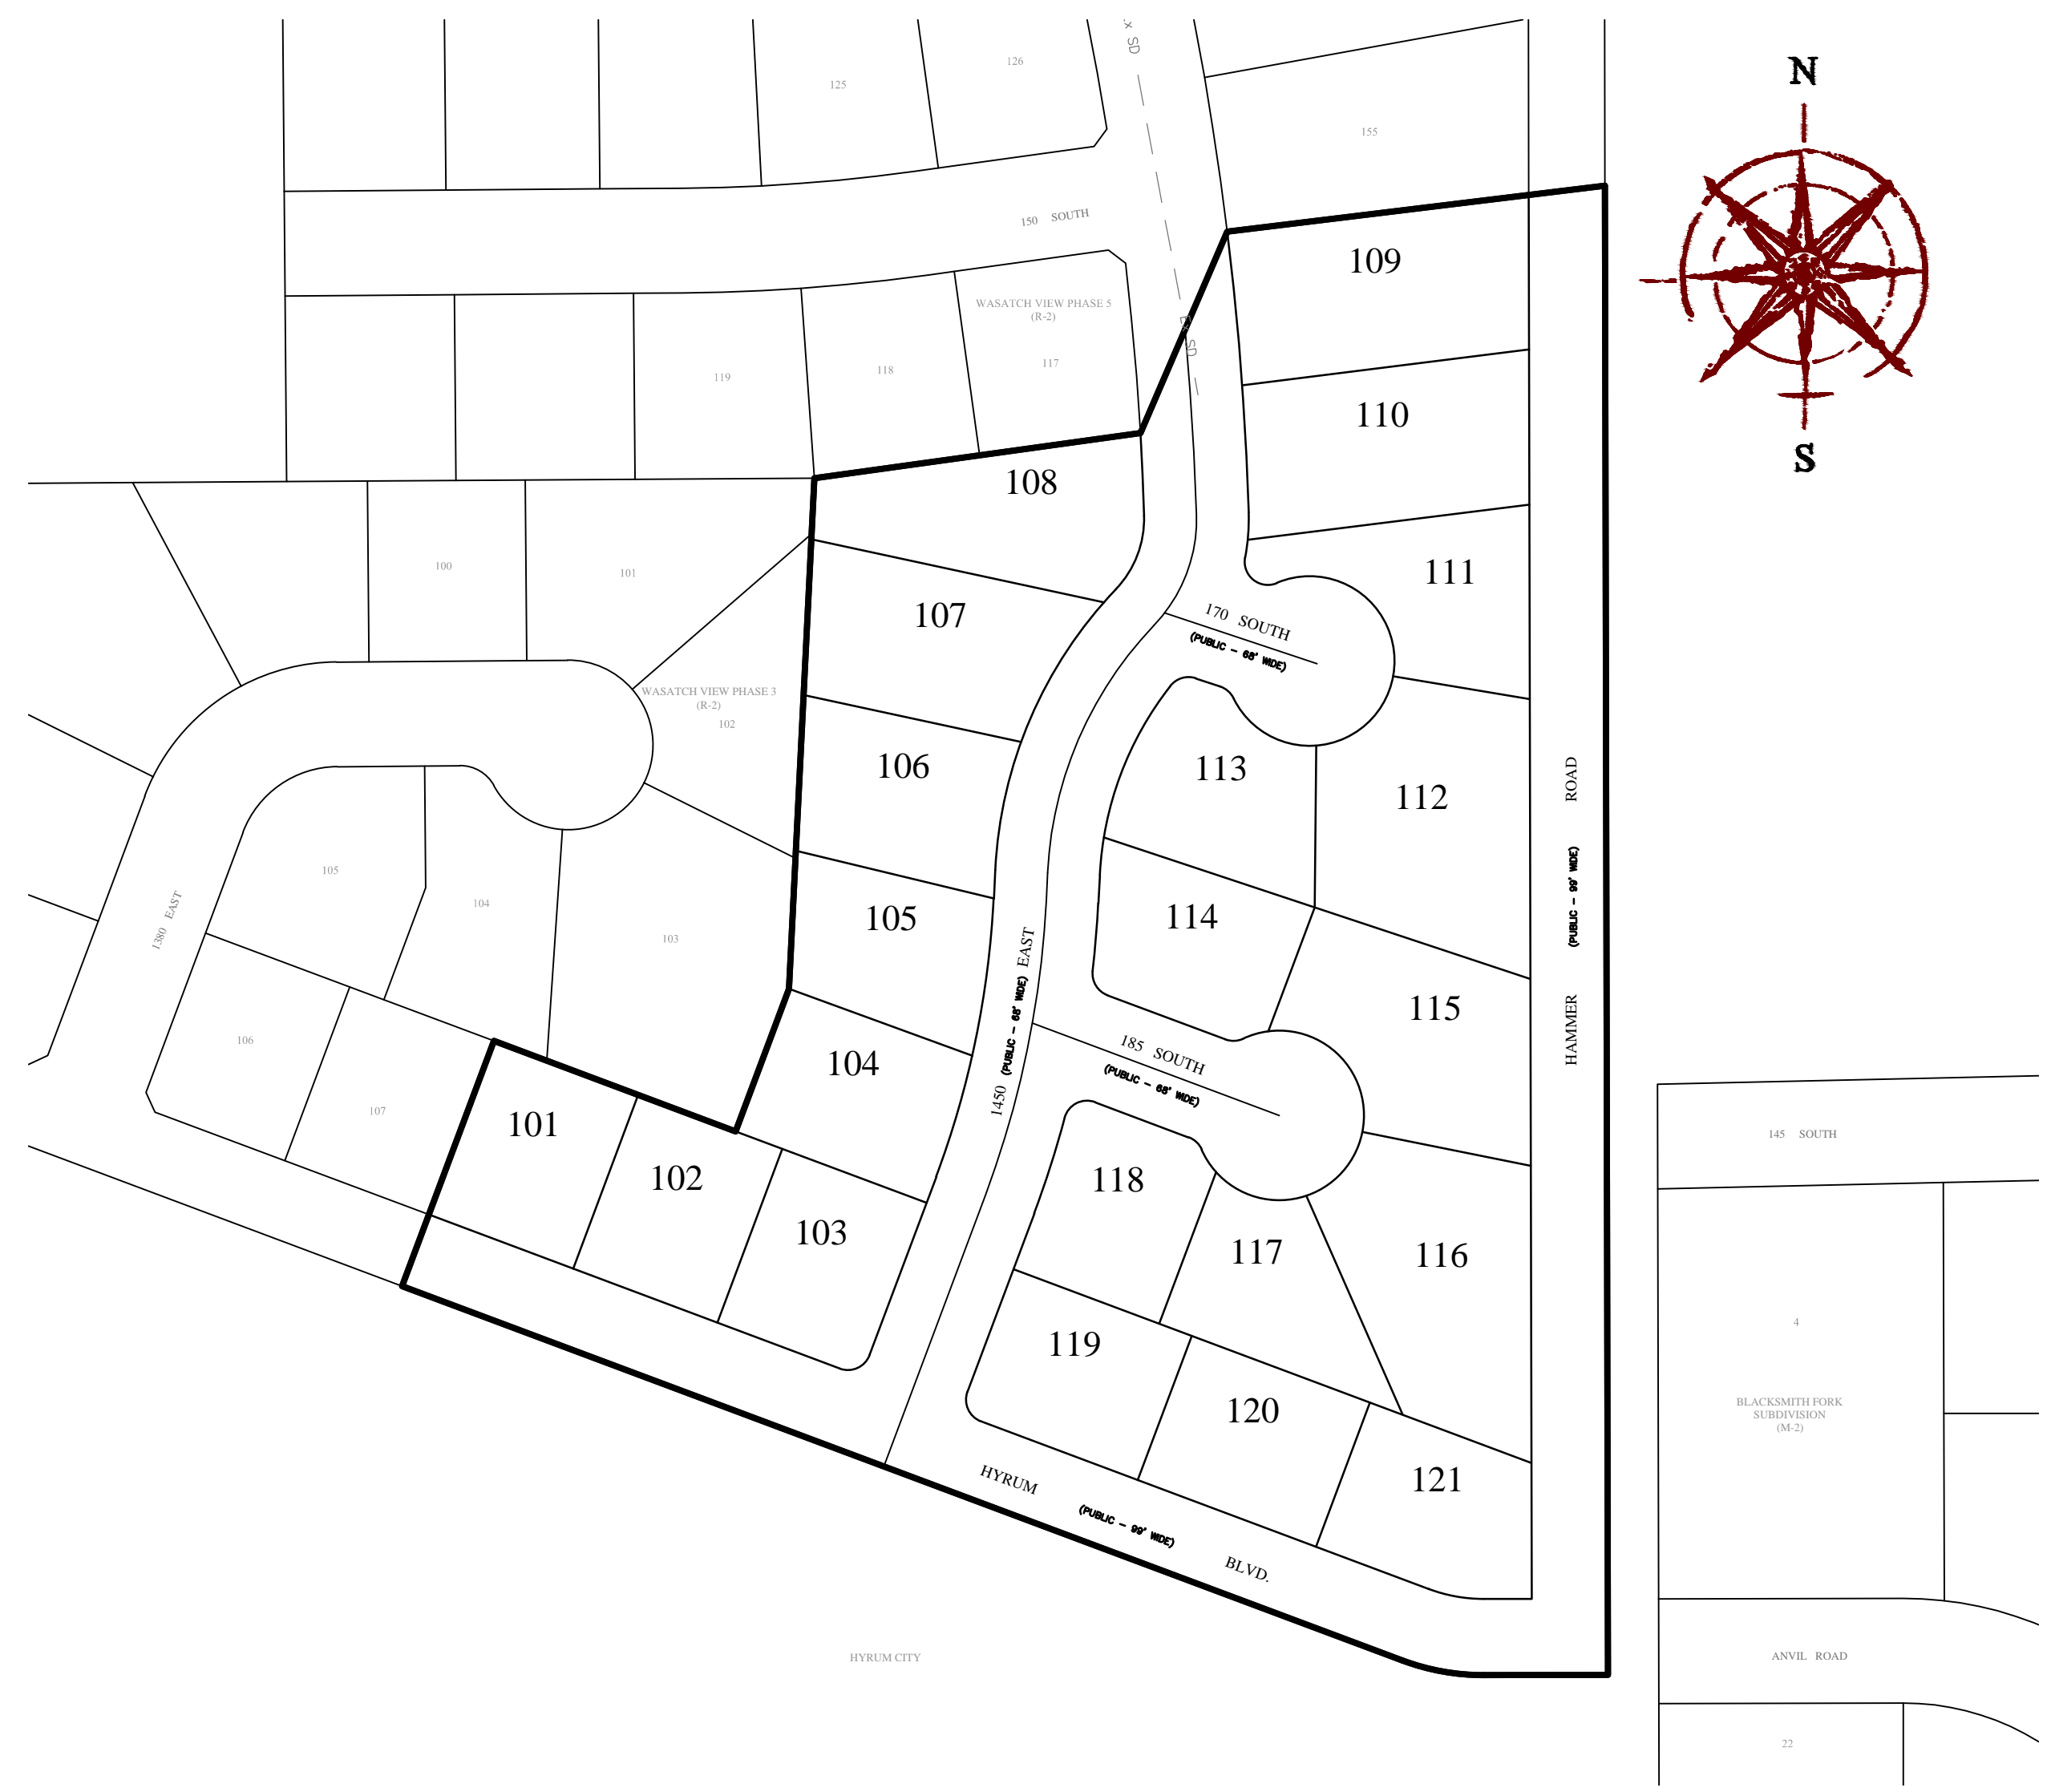 Ex SD
126
125
N
155
150 SOUTH
109
WASATCH VIEW PHASE 5
(R-2)
Ex SD
117
118
119
110
S
108
100
101
111
107
170 SOUTH
(PUBLIC - 68' WIDE)
WASATCH VIEW PHASE 3
(R-2)
102
106
113
112
HAMMER (PUBLIC - 99' WIDE) ROAD
105
104
103
1380 EAST
105
114
115
1450 (PUBLIC - 68' WIDE) EAST
106
107
104
185 SOUTH
(PUBLIC - 68' WIDE)
101
102
103
118
117
116
145 SOUTH
4
119
120
121
BLACKSMITH FORK
SUBDIVISION
(M-2)
HYRUM (PUBLIC - 99' WIDE) BLVD.
HYRUM CITY
ANVIL ROAD
22